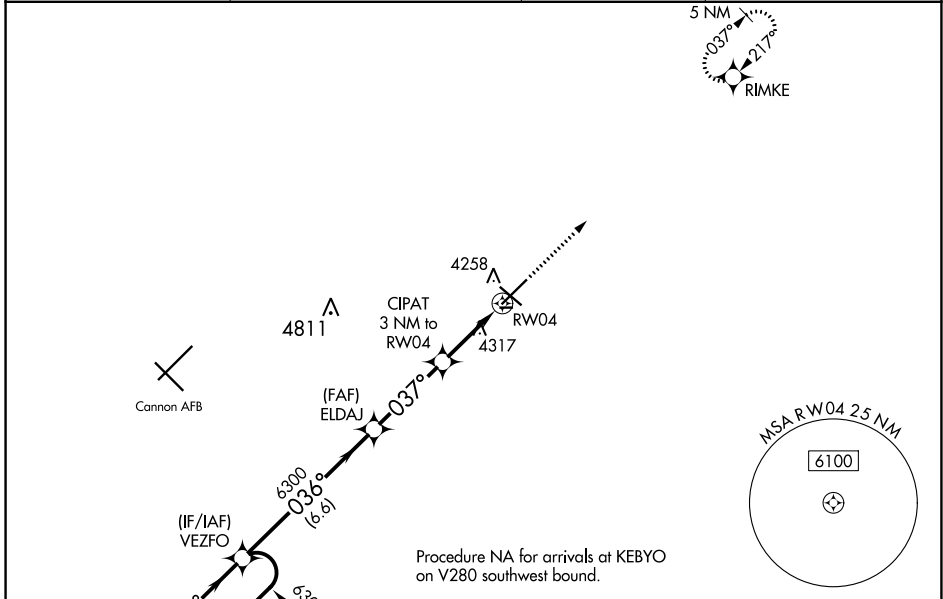 5 NM
037°
217°
RIMKE
4258
CIPAT
3 NM to
RW04
4811
RW04
4317
Cannon AFB
(FAF)
ELDAJ
037°
6300
036°
(6.6)
(IF/IAF)
VEZFO
MSA RW04 25 NM
6100
Procedure NA for arrivals at KEBYO
on V280 southwest bound.